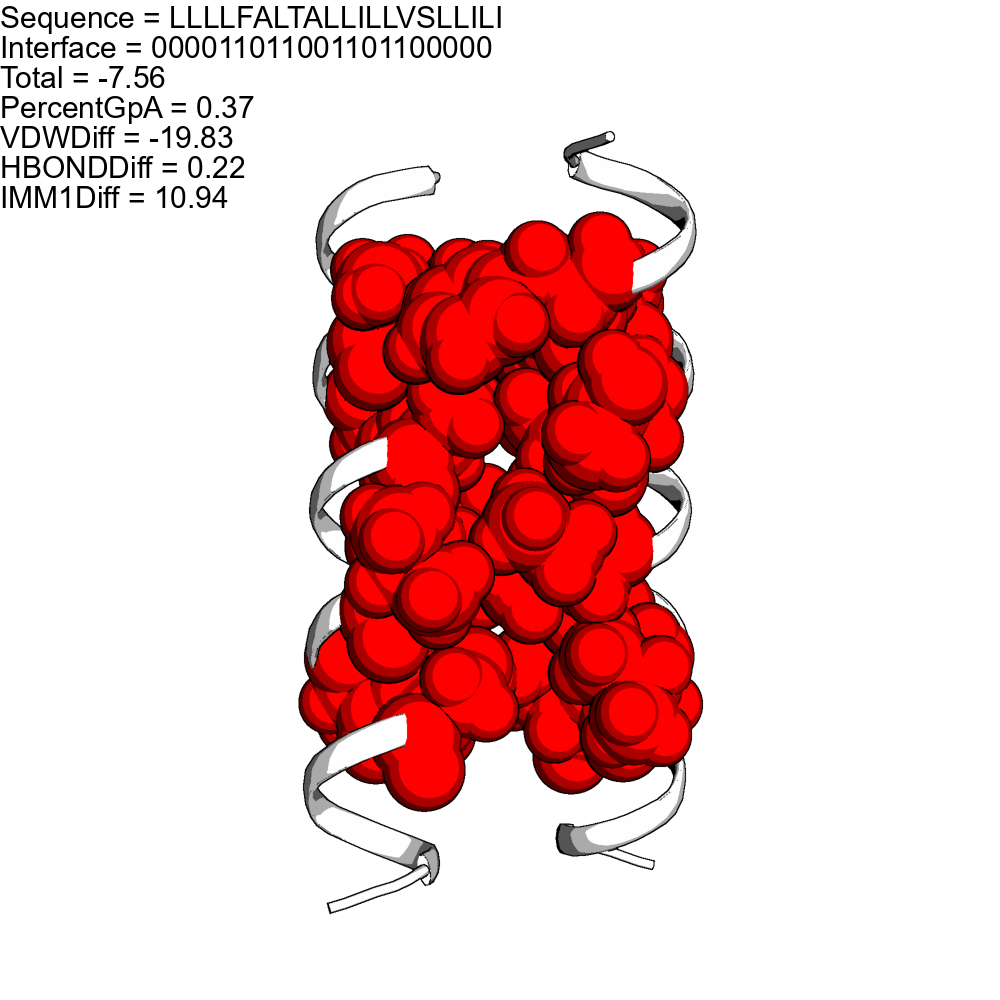 Sequence = LLLLFALTALLILLVSLLILI
Interface = 000011011001101100000
Total = -7.56
PercentGpA = 0.37
VDWDiff = -19.83
HBONDDiff = 0.22
IMM1Diff = 10.94